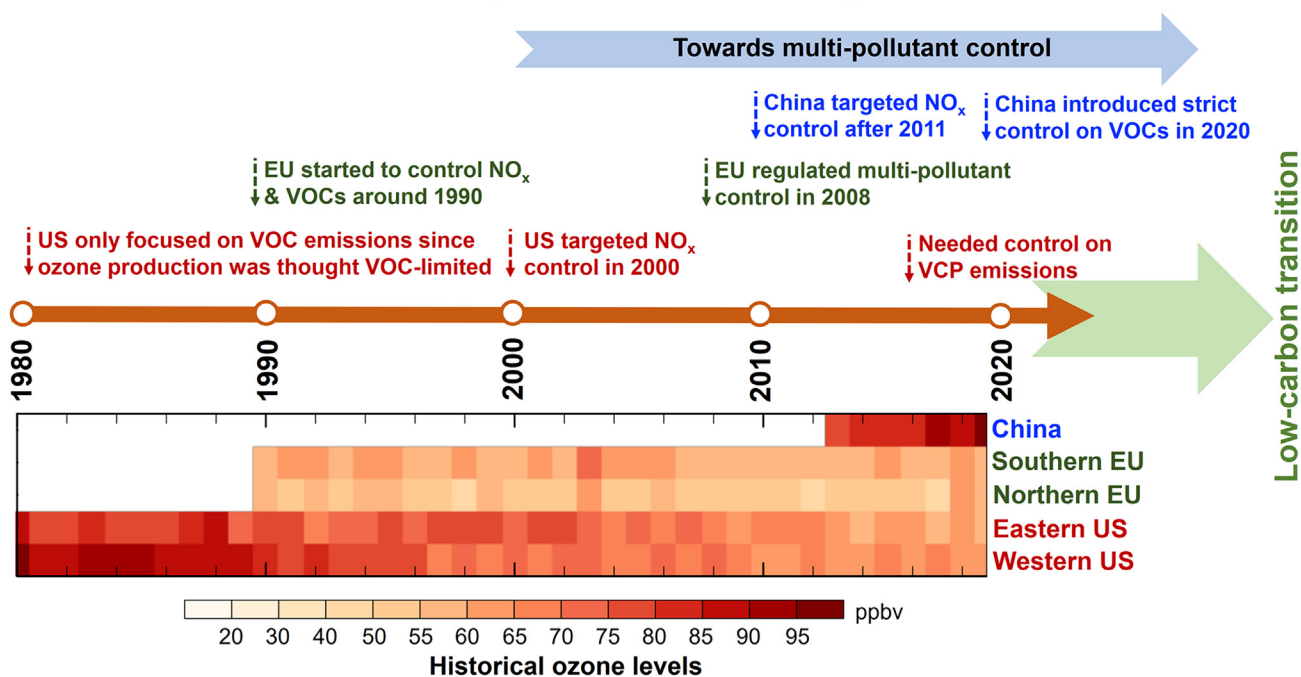 Towards multi-pollutant control
China targeted NOₓ
control after 2011
China introduced strict
control on VOCs in 2020
EU started to control NOₓ
& VOCs around 1990
EU regulated multi-pollutant
control in 2008
US only focused on VOC emissions since
ozone production was thought VOC-limited
US targeted NOₓ
control in 2000
Needed control on
VCP emissions
Low-carbon transition
1980
1990
2000
2010
2020
China
Southern EU
Northern EU
Eastern US
Western US
20 30 40 50 55 60 65 70 75 80 85 90 95 ppbv
Historical ozone levels